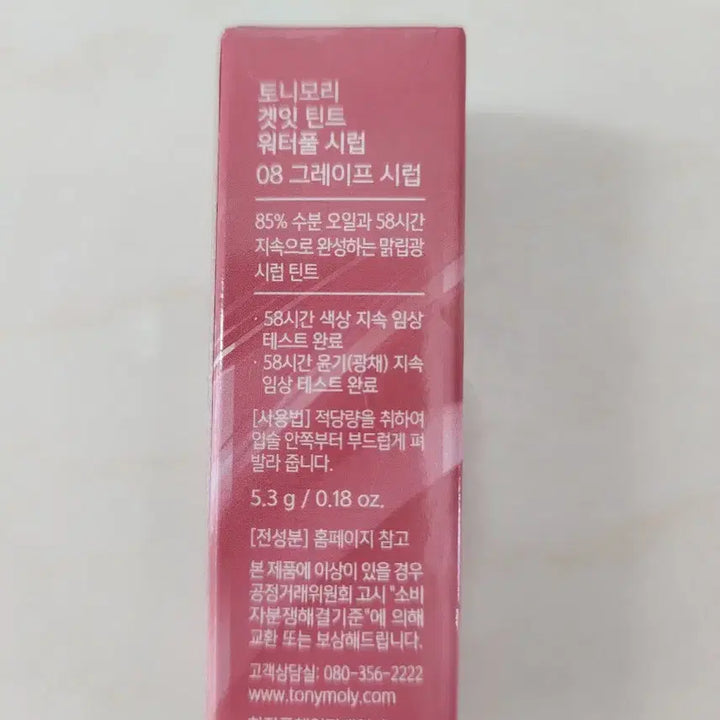 토니모리
겟잇 틴트
워터풀 시럽
08 그레이프 시럽
85% 수분 오일과 58시간
지속으로 완성하는 맑립광
시럽 틴트
· 58시간 색상 지속 임상
테스트 완료
· 58시간 윤기(광채) 지속
임상 테스트 완료
[사용법] 적당량을 취하여
입술 안쪽부터 부드럽게 펴
발라 줍니다.
5.3 g / 0.18 oz.
[전성분] 홈페이지 참고
본 제품에 이상이 있을 경우
공정거래위원회 고시 "소비
자분쟁해결기준"에 의해
교환 또는 보상해드립니다.
고객상담실: 080-356-2222
www.tonymoly.com